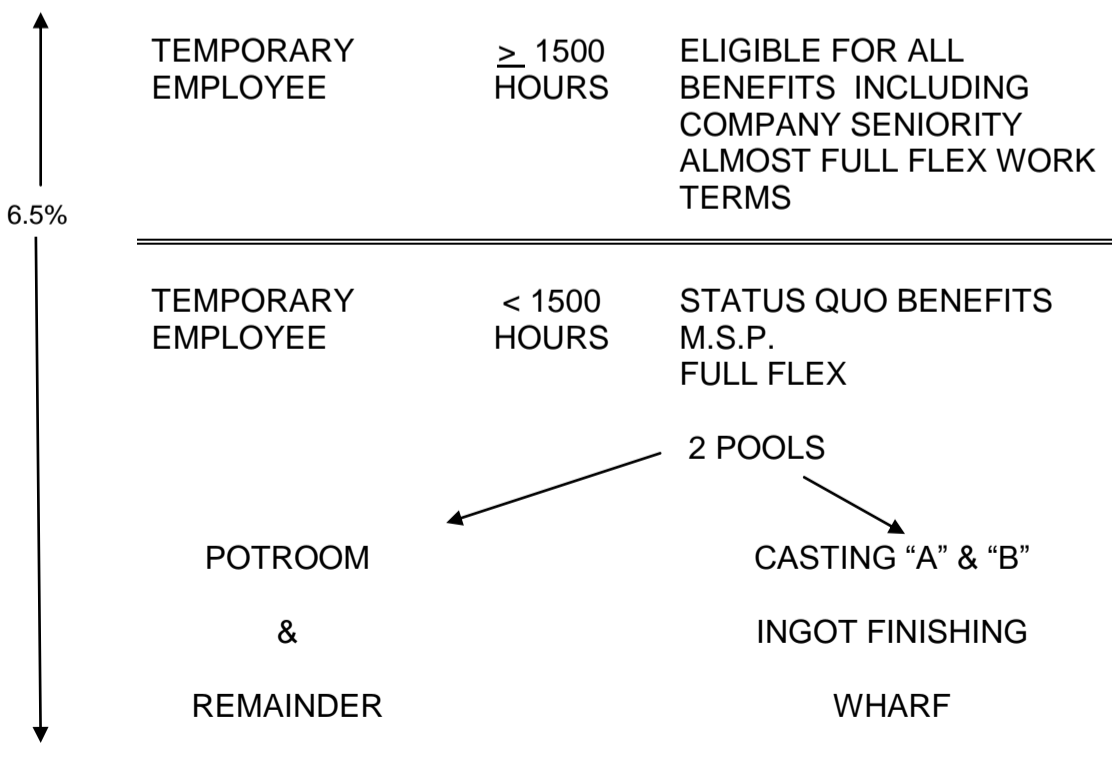 TEMPORARY ≥ 1500 ELIGIBLE FOR ALL
EMPLOYEE HOURS BENEFITS INCLUDING
COMPANY SENIORITY
ALMOST FULL FLEX WORK
TERMS
6.5%
TEMPORARY < 1500 STATUS QUO BENEFITS
EMPLOYEE HOURS M.S.P.
FULL FLEX
2 POOLS
POTROOM CASTING “A” & “B”
& INGOT FINISHING
REMAINDER WHARF